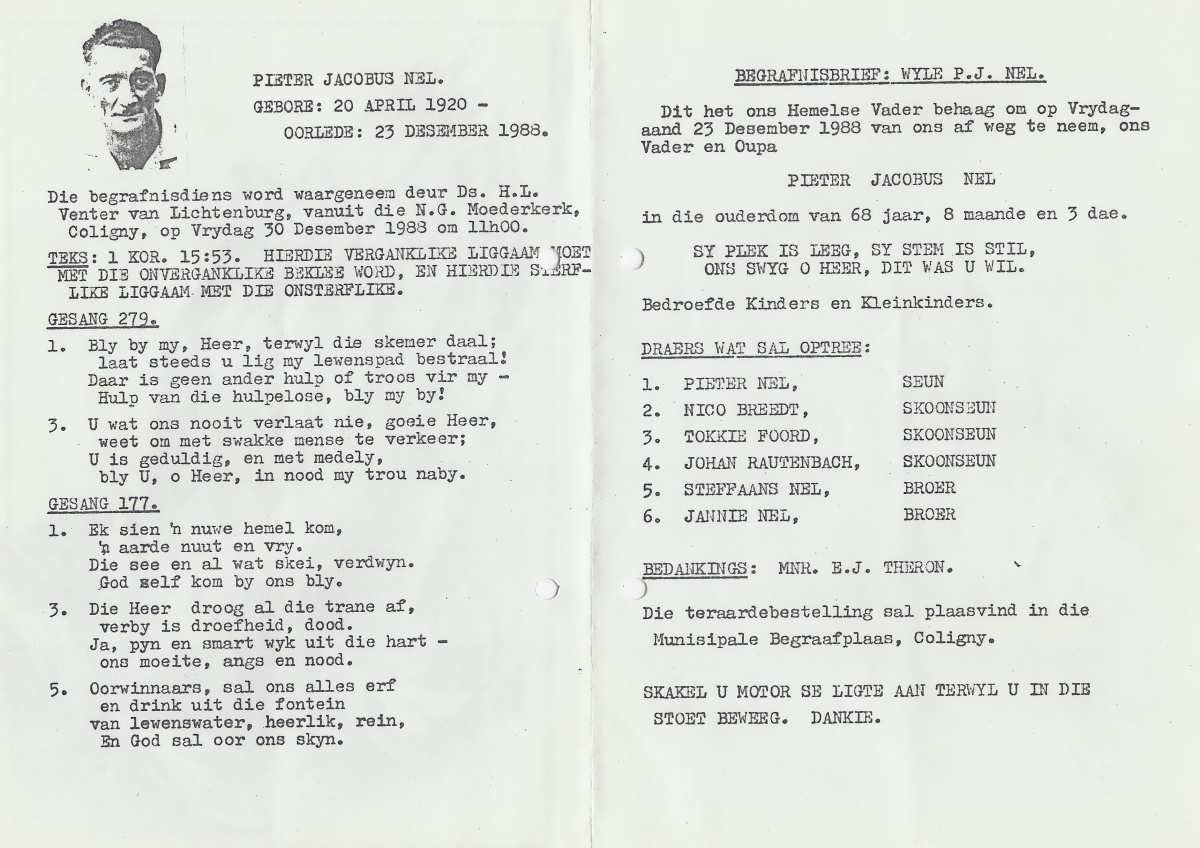 PIETER JACOBUS NEL.
GEBORE: 20 APRIL 1920 -
OORLEDE: 23 DESEMBER 1988.
Die begrafnisdiens word waargeneem deur Ds. H.L.
Venter van Lichtenburg, vanuit die N.G. Moederkerk,
Coligny, op Vrydag 30 Desember 1988 om 11h00.
TEKS: 1 KOR. 15:53. HIERDIE VERGANKLIKE LIGGAAM MOET
MET DIE ONVERGANKLIKE BEKLEE WORD, EN HIERDIE STERF-
LIKE LIGGAAM MET DIE ONSTERFLIKE.
GESANG 279.
1. Bly by my, Heer, terwyl die skemer daal;
laat steeds u lig my lewenspad bestraal!
Daar is geen ander hulp of troos vir my -
Hulp van die hulpelose, bly my by!
3. U wat ons nooit verlaat nie, goeie Heer,
weet om met swakke mense te verkeer;
U is geduldig, en met medely,
bly U, o Heer, in nood my trou naby.
GESANG 177.
1. Ek sien 'n nuwe hemel kom,
'n aarde nuut en vry.
Die see en al wat skei, verdwyn.
God self kom by ons bly.
3. Die Heer droog al die trane af,
verby is droefheid, dood.
Ja, pyn en smart wyk uit die hart -
ons moeite, angs en nood.
5. Oorwinnaars, sal ons alles erf
en drink uit die fontein
van lewenswater, heerlik, rein,
En God sal oor ons skyn.
BEGRAFNISBRIEF: WYLE P.J. NEL.
Dit het ons Hemelse Vader behaag om op Vrydag-
aand 23 Desember 1988 van ons af weg te neem, ons
Vader en Oupa
PIETER JACOBUS NEL
in die ouderdom van 68 jaar, 8 maande en 3 dae.
SY PLEK IS LEEG, SY STEM IS STIL,
ONS SWYG O HEER, DIT WAS U WIL.
Bedroefde Kinders en Kleinkinders.
DRAERS WAT SAL OPTREE:
1. PIETER NEL, SEUN
2. NICO BREEDT, SKOONSEUN
3. TOKKIE FOORD, SKOONSEUN
4. JOHAN RAUTENBACH, SKOONSEUN
5. STEFFAANS NEL, BROER
6. JANNIE NEL, BROER
BEDANKINGS: MNR. E.J. THERON.
Die teraardebestelling sal plaasvind in die
Munisipale Begraafplaas, Coligny.
SKAKEL U MOTOR SE LIGTE AAN TERWYL U IN DIE
STOET BEWEEG. DANKIE.